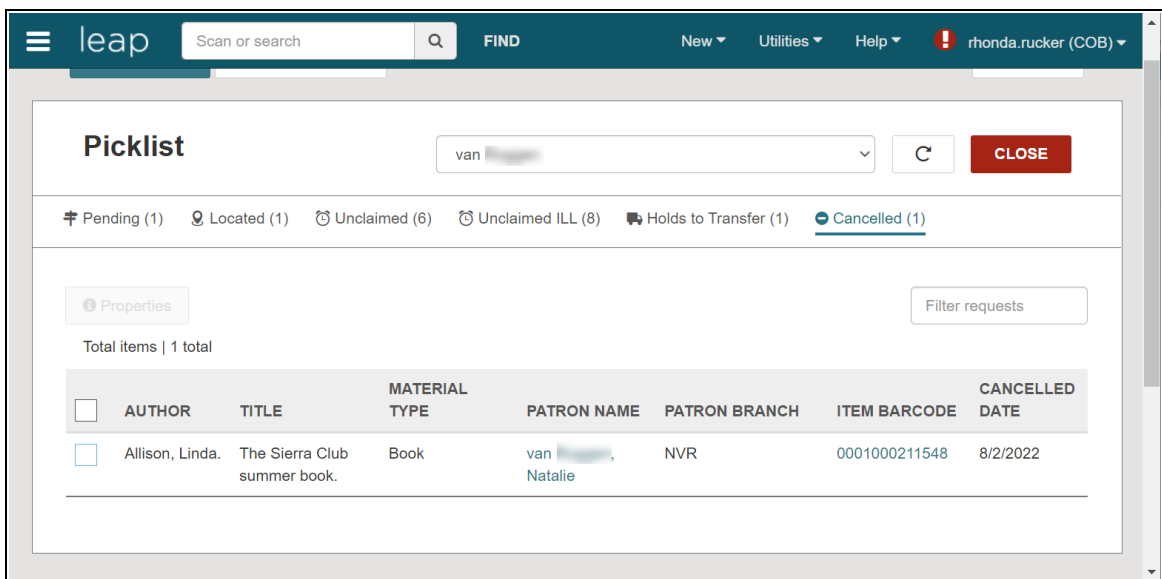 leap Scan or search FIND New Utilities Help rhonda.rucker (COB)
Picklist van CLOSE
Pending (1) Located (1) Unclaimed (6) Unclaimed ILL (8) Holds to Transfer (1) Cancelled (1)
Properties Filter requests
Total items | 1 total
MATERIAL CANCELLED
AUTHOR TITLE TYPE PATRON NAME PATRON BRANCH ITEM BARCODE DATE
Allison, Linda. The Sierra Club Book van , NVR 0001000211548 8/2/2022
summer book. Natalie